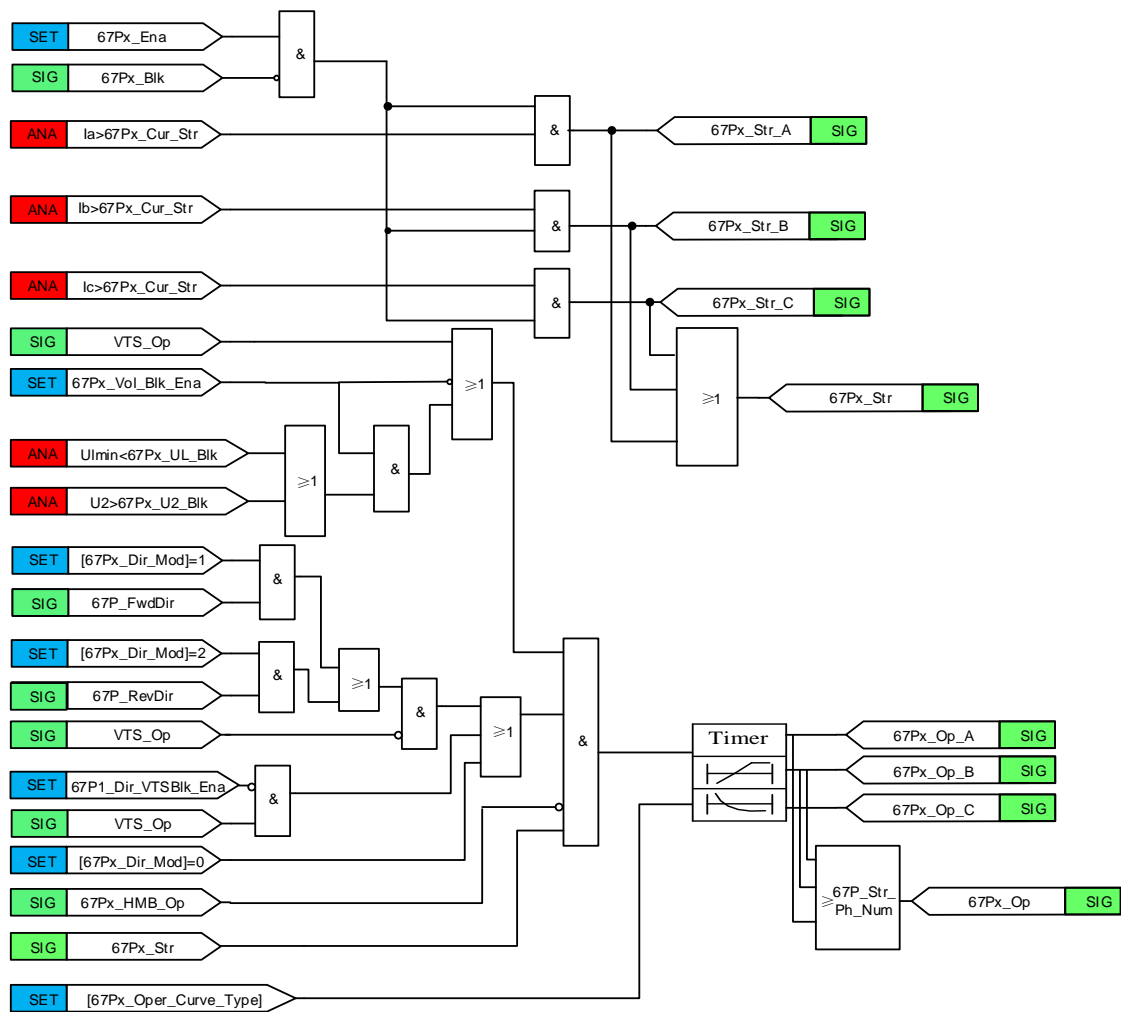 SET 67Px_Ena
&
SIG 67Px_Blk
ANA Ia>67Px_Cur_Str
&
67Px_Str_A SIG
ANA Ib>67Px_Cur_Str
&
67Px_Str_B SIG
ANA Ic>67Px_Cur_Str
&
67Px_Str_C SIG
SIG VTS_Op
SET 67Px_Vol_Blk_Ena
≥1
≥1
67Px_Str SIG
ANA Ulmin<67Px_UL_Blk
&
≥1
ANA U2>67Px_U2_Blk
SET [67Px_Dir_Mod]=1
&
SIG 67P_FwdDir
SET [67Px_Dir_Mod]=2
&
≥1
SIG 67P_RevDir
&
SIG VTS_Op
≥1
&
Timer
67Px_Op_A SIG
67Px_Op_B SIG
SET 67P1_Dir_VTSBlk_Ena
&
67Px_Op_C SIG
SIG VTS_Op
SET [67Px_Dir_Mod]=0
≥67P_Str_
Ph_Num
67Px_Op SIG
SIG 67Px_HMB_Op
SIG 67Px_Str
SET [67Px_Oper_Curve_Type]